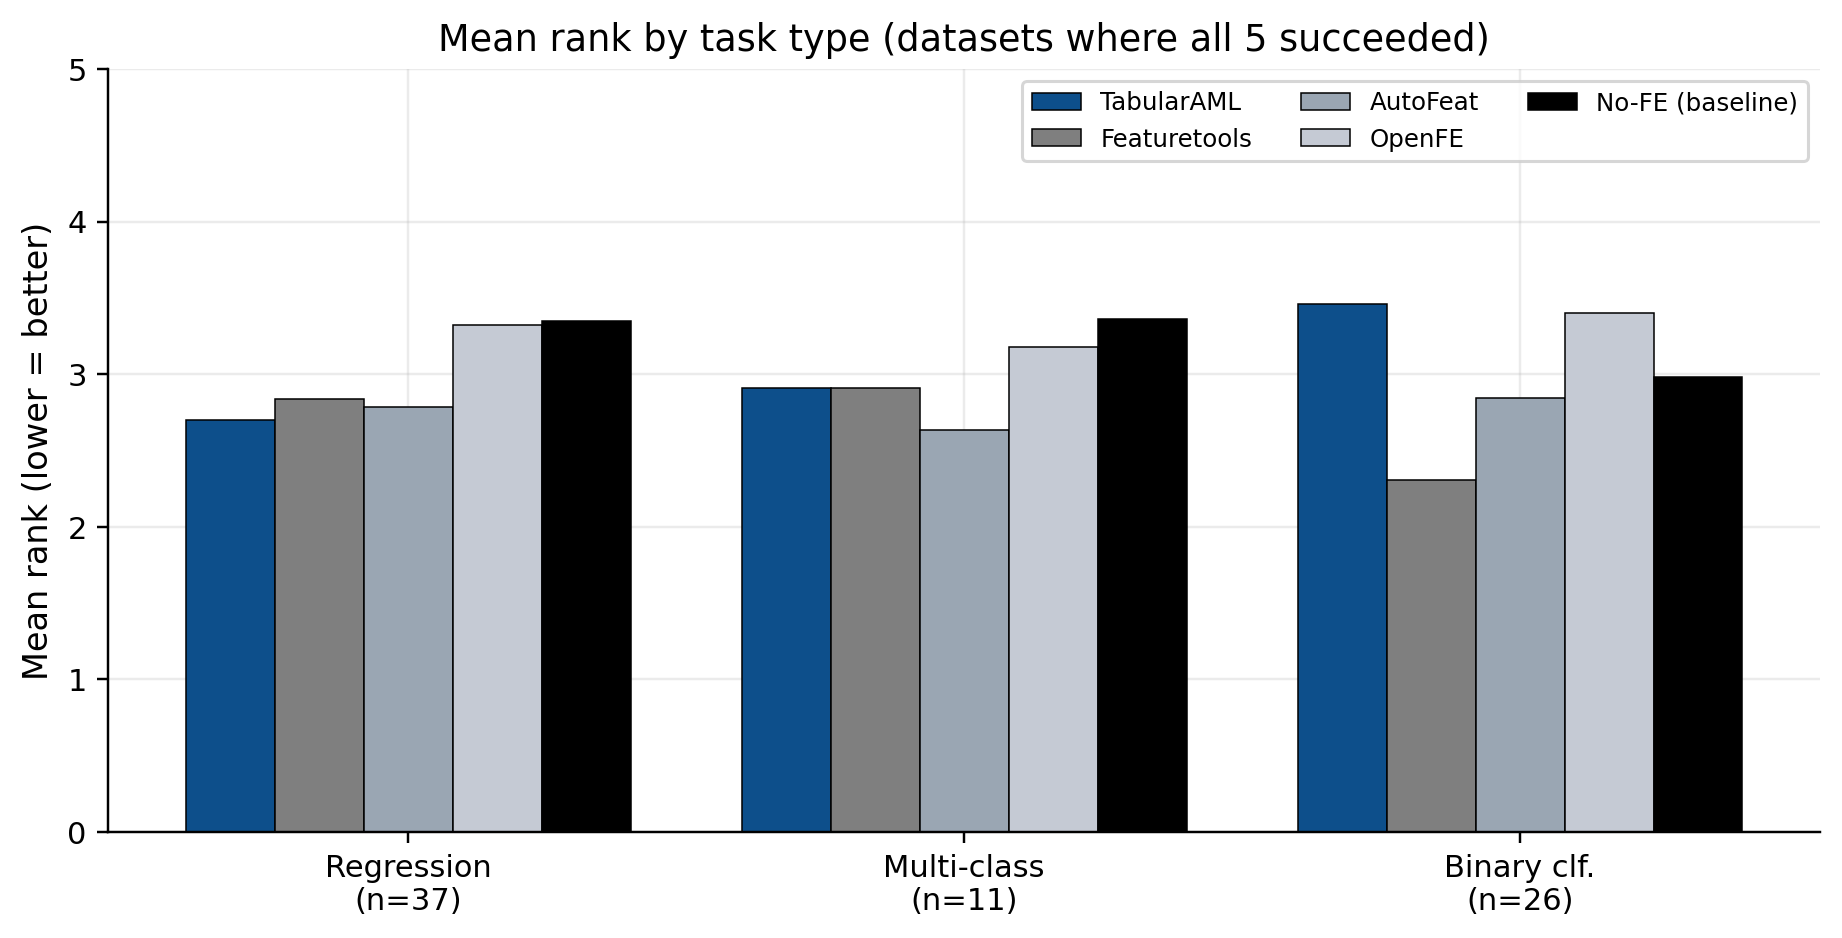 Mean rank by task type (datasets where all 5 succeeded)
TabularAML
Featuretools
AutoFeat
OpenFE
No-FE (baseline)
Mean rank (lower = better)
5
4
3
2
1
0
Regression
(n=37)
Multi-class
(n=11)
Binary clf.
(n=26)